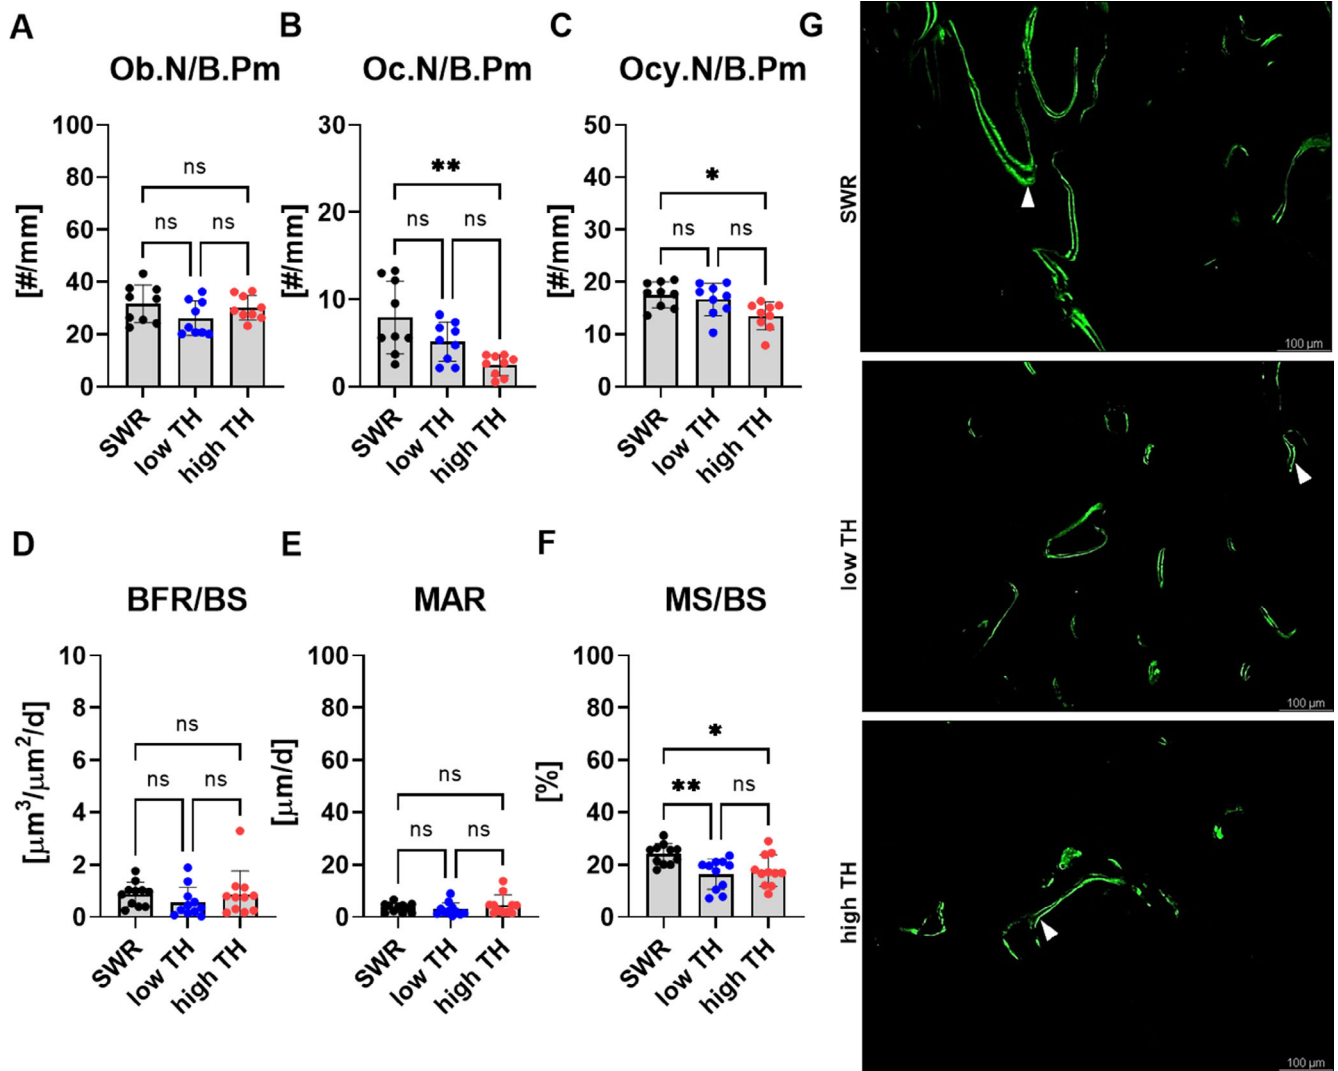 A
Ob.N/B.Pm
[#/mm]
100
80
60
40
20
0
ns
ns
ns
SWR
low TH
high TH
B
Oc.N/B.Pm
[#/mm]
30
20
10
0
**
ns
ns
SWR
low TH
high TH
C
Ocy.N/B.Pm
[#/mm]
50
40
30
20
10
0
*
ns
ns
SWR
low TH
high TH
D
BFR/BS
[μm³/μm²/d]
10
8
6
4
2
0
ns
ns
ns
SWR
low TH
high TH
E
MAR
[μm/d]
100
80
60
40
20
0
ns
ns
ns
SWR
low TH
high TH
F
MS/BS
[%]
100
80
60
40
20
0
*
**
ns
SWR
low TH
high TH
G
SWR
100 μm
low TH
100 μm
high TH
100 μm